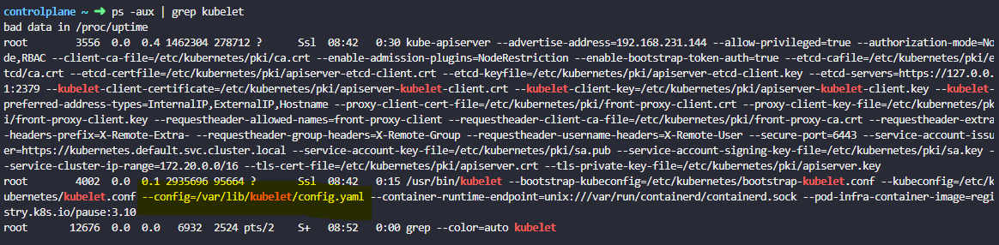 controlplane ~ ➜ ps -aux | grep kubelet
bad data in /proc/uptime
root        3556  0.0  0.4 1462304 278712 ?      Ssl  08:42   0:30 kube-apiserver --advertise-address=192.168.231.144 --allow-privileged=true --authorization-mode=No
de,RBAC --client-ca-file=/etc/kubernetes/pki/ca.crt --enable-admission-plugins=NodeRestriction --enable-bootstrap-token-auth=true --etcd-cafile=/etc/kubernetes/pki/e
tcd/ca.crt --etcd-certfile=/etc/kubernetes/pki/apiserver-etcd-client.crt --etcd-keyfile=/etc/kubernetes/pki/apiserver-etcd-client.key --etcd-servers=https://127.0.0.
1:2379 --kubelet-client-certificate=/etc/kubernetes/pki/apiserver-kubelet-client.crt --kubelet-client-key=/etc/kubernetes/pki/apiserver-kubelet-client.key --kubelet-
preferred-address-types=InternalIP,ExternalIP,Hostname --proxy-client-cert-file=/etc/kubernetes/pki/front-proxy-client.crt --proxy-client-key-file=/etc/kubernetes/pk
i/front-proxy-client.key --requestheader-allowed-names=front-proxy-client --requestheader-client-ca-file=/etc/kubernetes/pki/front-proxy-ca.crt --requestheader-extra
-headers-prefix=X-Remote-Extra- --requestheader-group-headers=X-Remote-Group --requestheader-username-headers=X-Remote-User --secure-port=6443 --service-account-issu
er=https://kubernetes.default.svc.cluster.local --service-account-key-file=/etc/kubernetes/pki/sa.pub --service-account-signing-key-file=/etc/kubernetes/pki/sa.key -
-service-cluster-ip-range=172.20.0.0/16 --tls-cert-file=/etc/kubernetes/pki/apiserver.crt --tls-private-key-file=/etc/kubernetes/pki/apiserver.key
root        4002  0.0  0.1 2935696 95664 ?       Ssl  08:42   0:15 /usr/bin/kubelet --bootstrap-kubeconfig=/etc/kubernetes/bootstrap-kubelet.conf --kubeconfig=/etc/k
ubernetes/kubelet.conf --config=/var/lib/kubelet/config.yaml --container-runtime-endpoint=unix:///var/run/containerd/containerd.sock --pod-infra-container-image=regi
stry.k8s.io/pause:3.10
root       12676  0.0  0.0   6932  2524 pts/2    S+   08:52   0:00 grep --color=auto kubelet